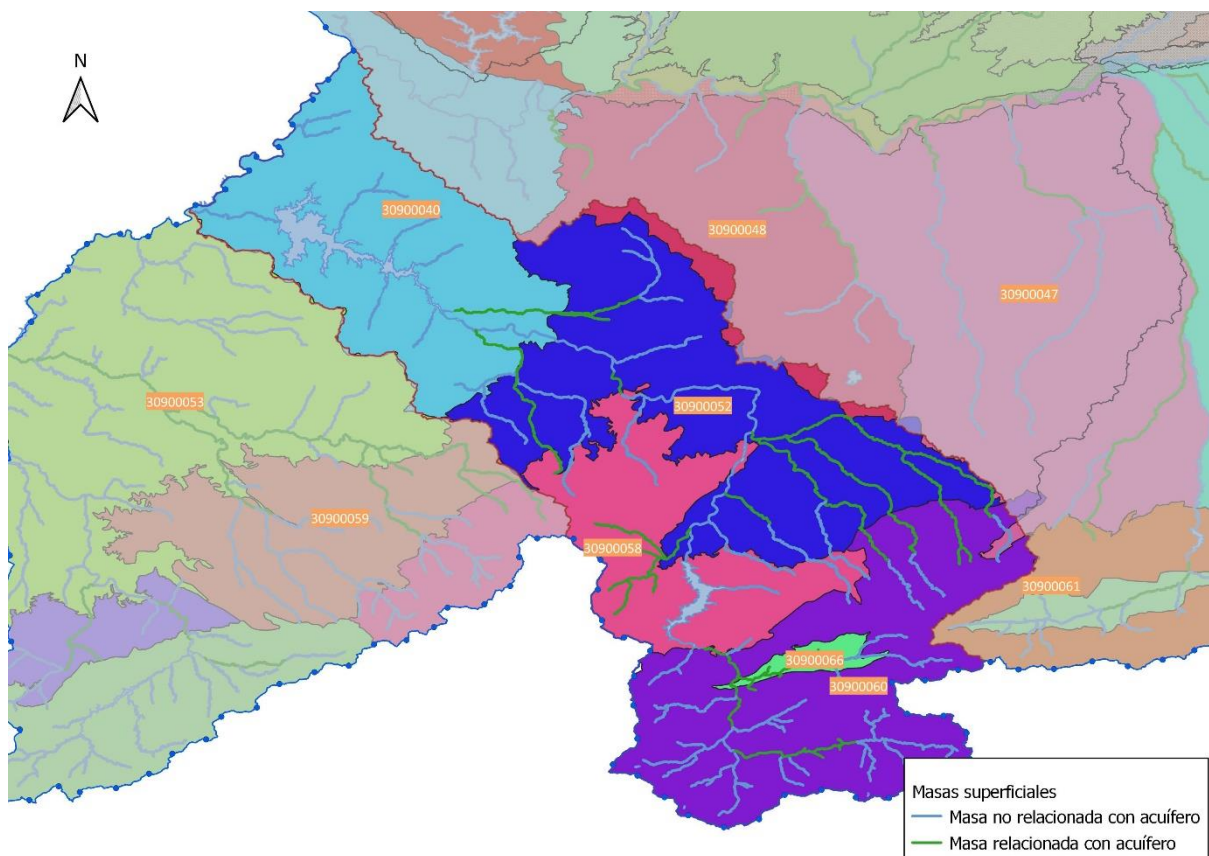 N
30900040
30900048
30900047
30900053
30900052
30900059
30900058
30900061
30900066
30900060
Masas superficiales
Masa no relacionada con acuífero
Masa relacionada con acuífero